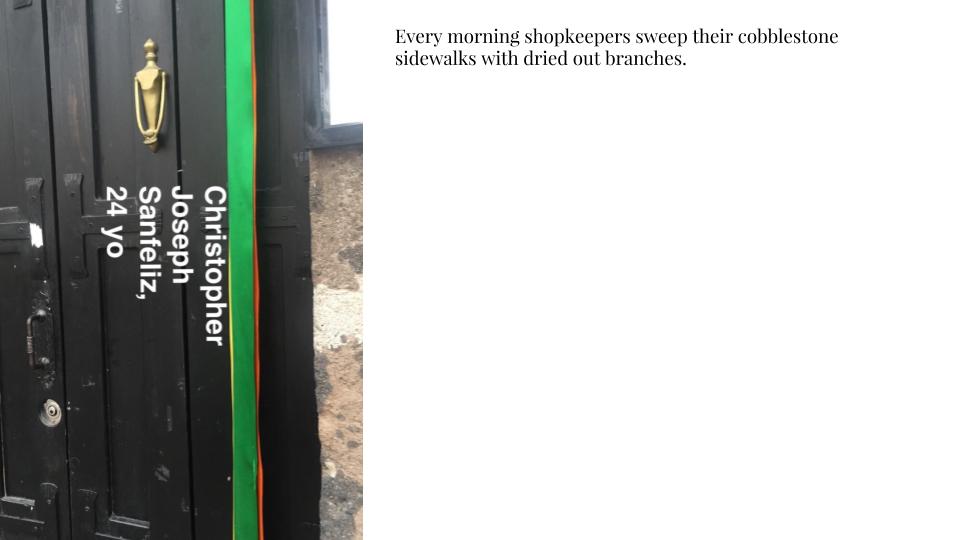 Christopher
Joseph
Sanfeliz,
24 yo
Every morning shopkeepers sweep their cobblestone
sidewalks with dried out branches.